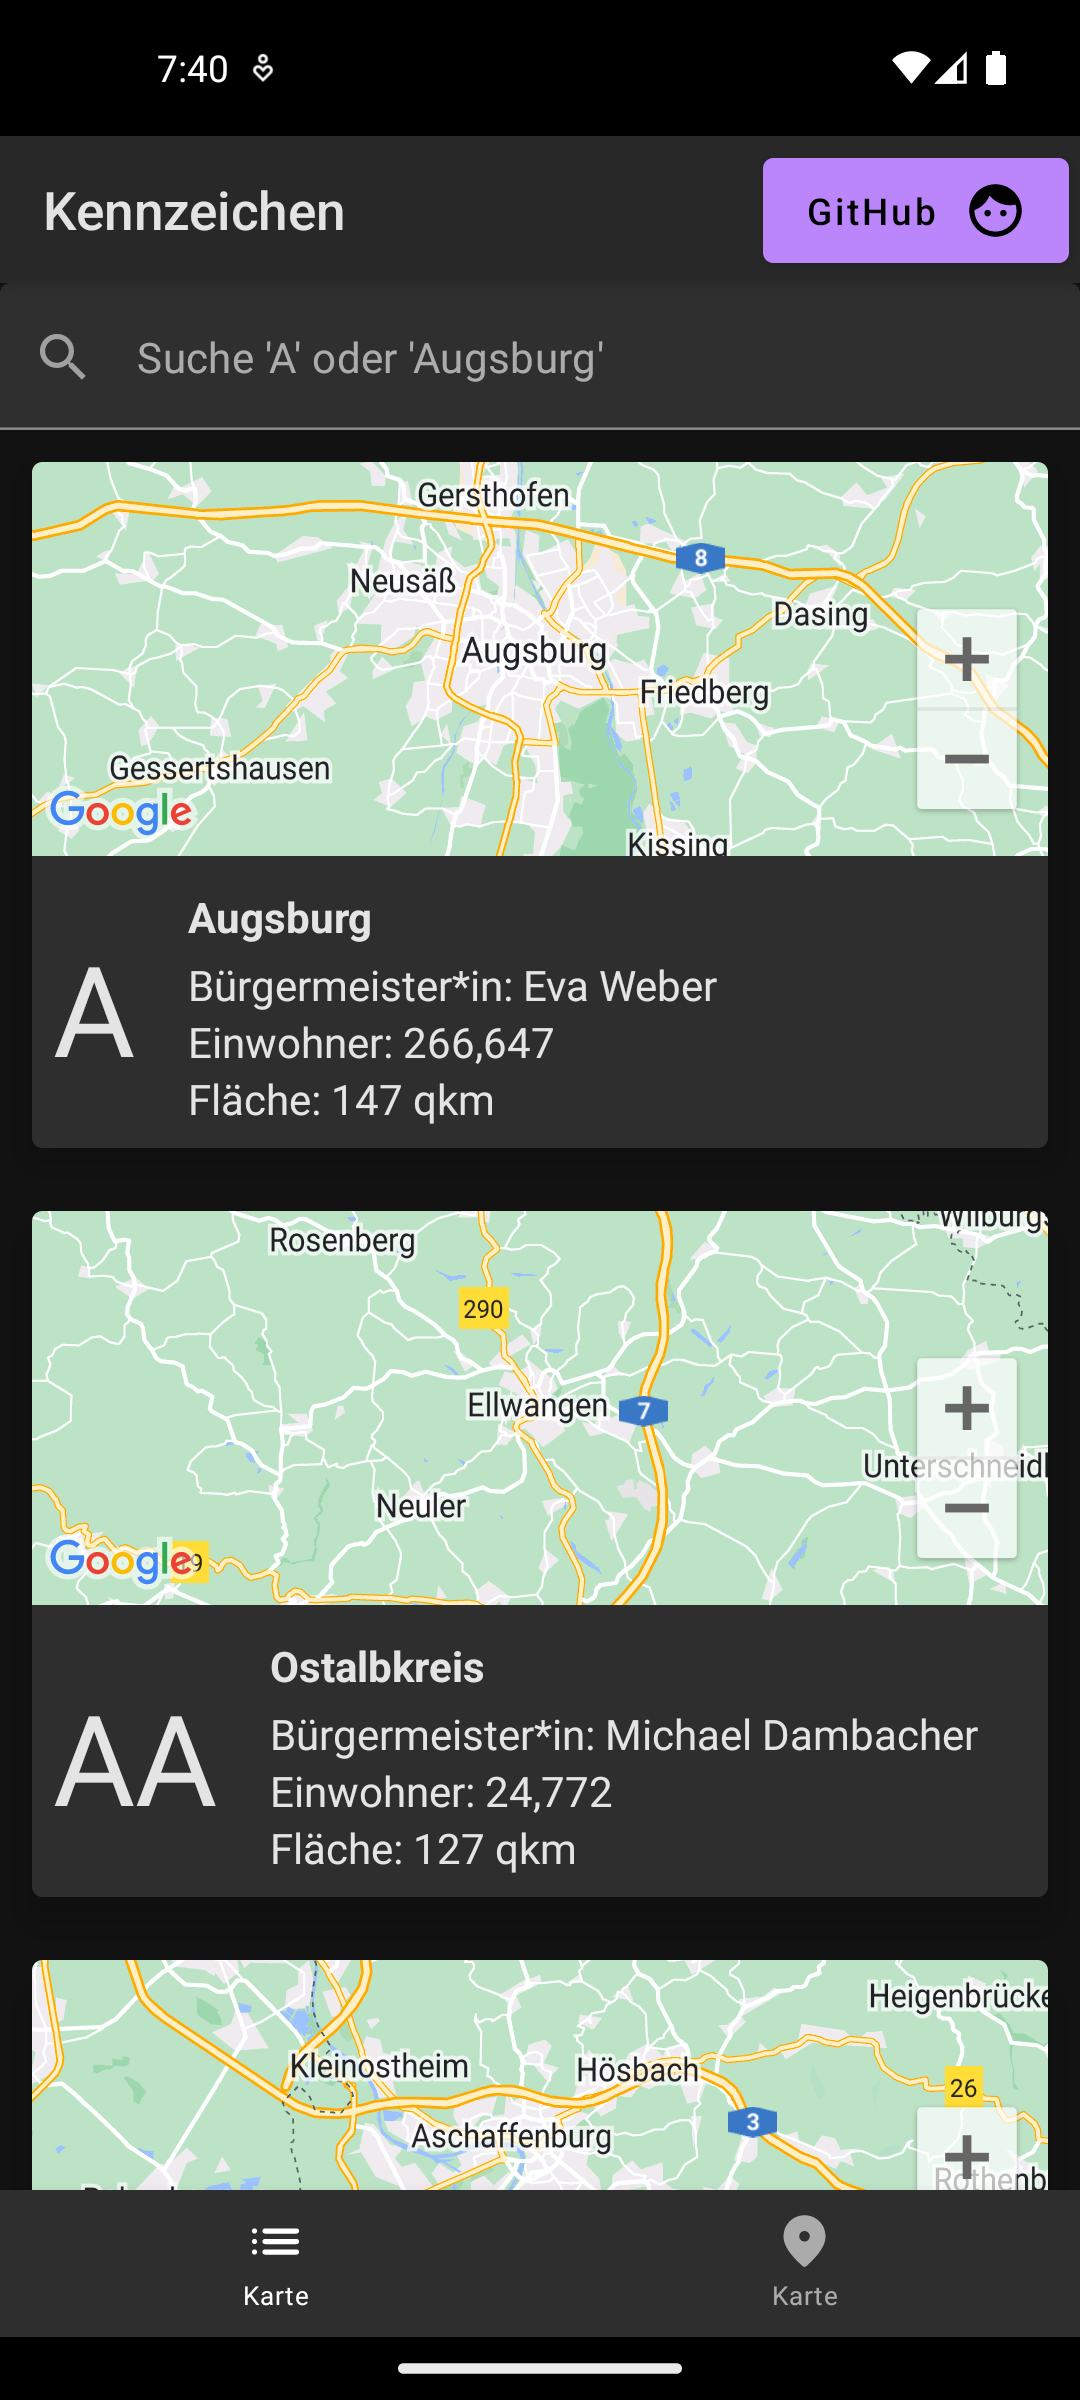 7:40
Kennzeichen
GitHub
Suche 'A' oder 'Augsburg'
Gersthofen
8
Neusäß
Dasing
Augsburg
Friedberg
Gessertshausen
Google
Kissing
Augsburg
A
Bürgermeister*in: Eva Weber
Einwohner: 266,647
Fläche: 147 qkm
Wilburgs
Rosenberg
290
Ellwangen
7
Unterschneidl
Neuler
Google
19
Ostalbkreis
AA
Bürgermeister*in: Michael Dambacher
Einwohner: 24,772
Fläche: 127 qkm
Heigenbrücke
Kleinostheim
Hösbach
26
3
Aschaffenburg
Rothenb
Karte
Karte